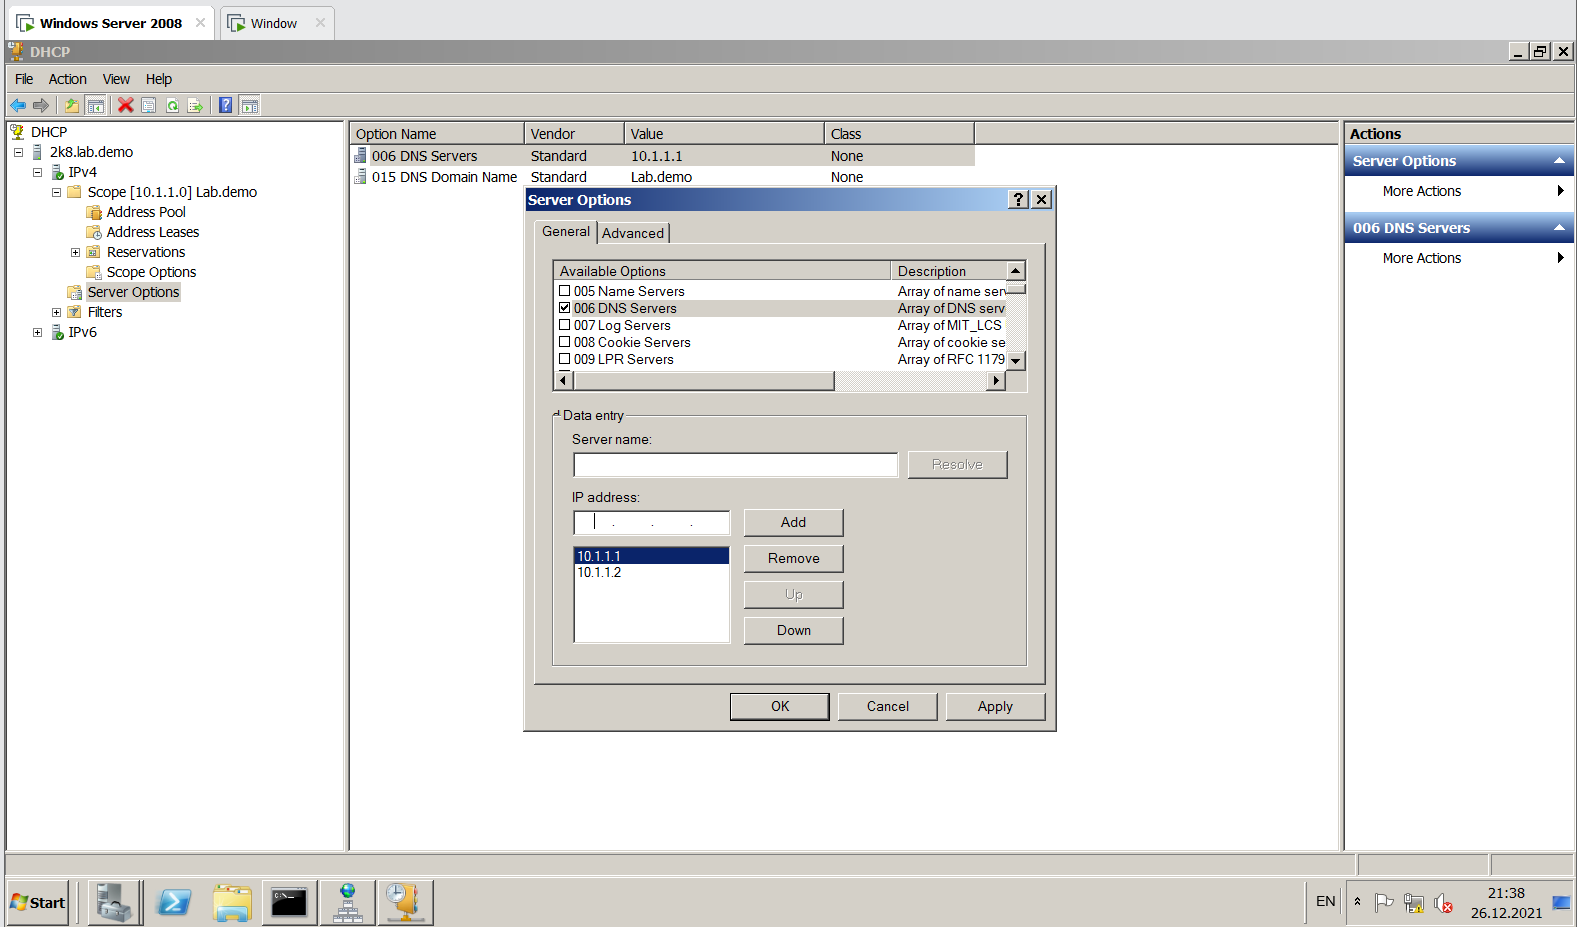 Windows Server 2008
Window
DHCP
File Action View Help
DHCP
2k8.lab.demo
IPv4
Scope [10.1.1.0] Lab.demo
Address Pool
Address Leases
Reservations
Scope Options
Server Options
Filters
IPv6
Option Name Vendor Value Class
006 DNS Servers Standard 10.1.1.1 None
015 DNS Domain Name Standard Lab.demo None
Server Options
General Advanced
Available Options Description
005 Name Servers Array of name serv
006 DNS Servers Array of DNS serv
007 Log Servers Array of MIT_LCS
008 Cookie Servers Array of cookie se
009 LPR Servers Array of RFC 1179
Data entry
Server name:
Resolve
IP address:
. . .
Add
10.1.1.1
10.1.1.2
Remove
Up
Down
OK Cancel Apply
Actions
Server Options
More Actions
006 DNS Servers
More Actions
Start
EN
21:38
26.12.2021